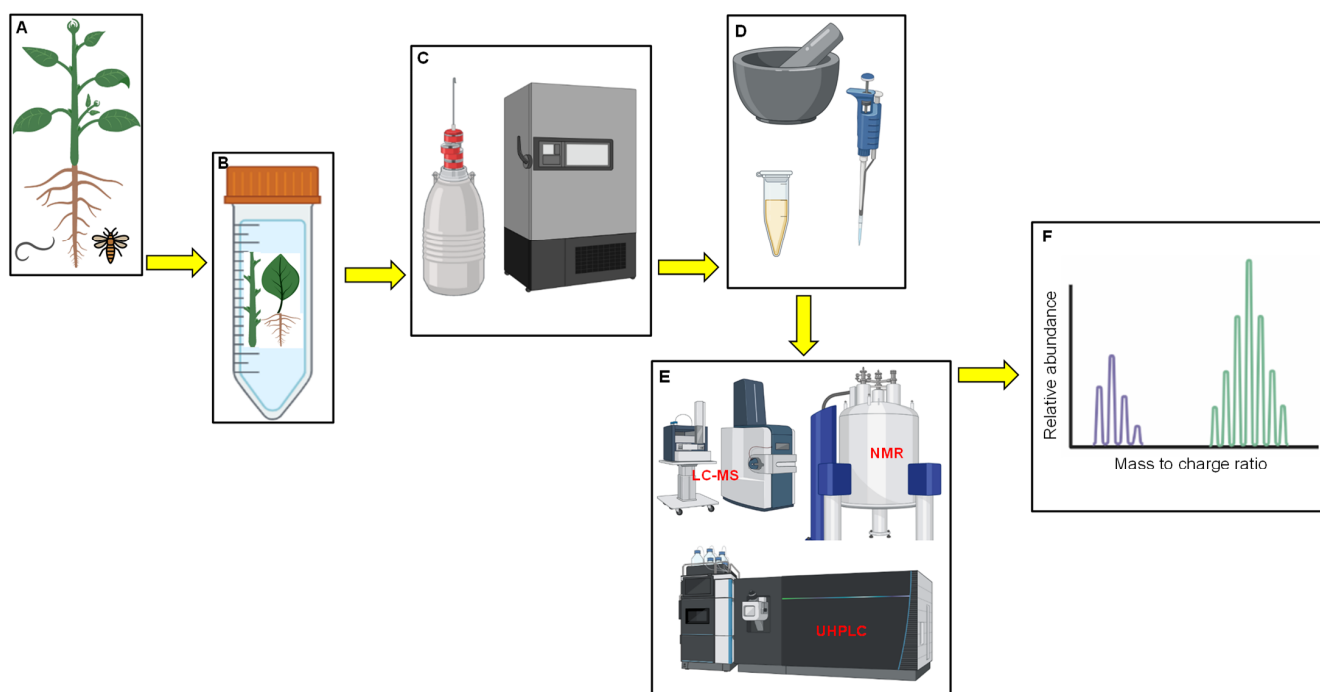 A
B
C
D
E
LC-MS
NMR
UHPLC
F
Relative abundance
Mass to charge ratio